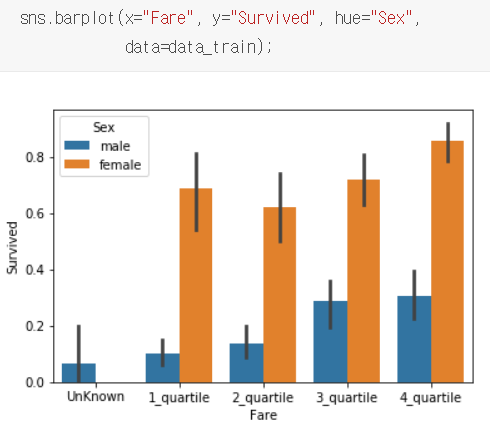 sns.barplot(x="Fare", y="Survived", hue="Sex",
data=data_train);
Sex
male
female
Survived
0.8
0.6
0.4
0.2
0.0
UnKnown 1_quartile 2_quartile 3_quartile 4_quartile
Fare